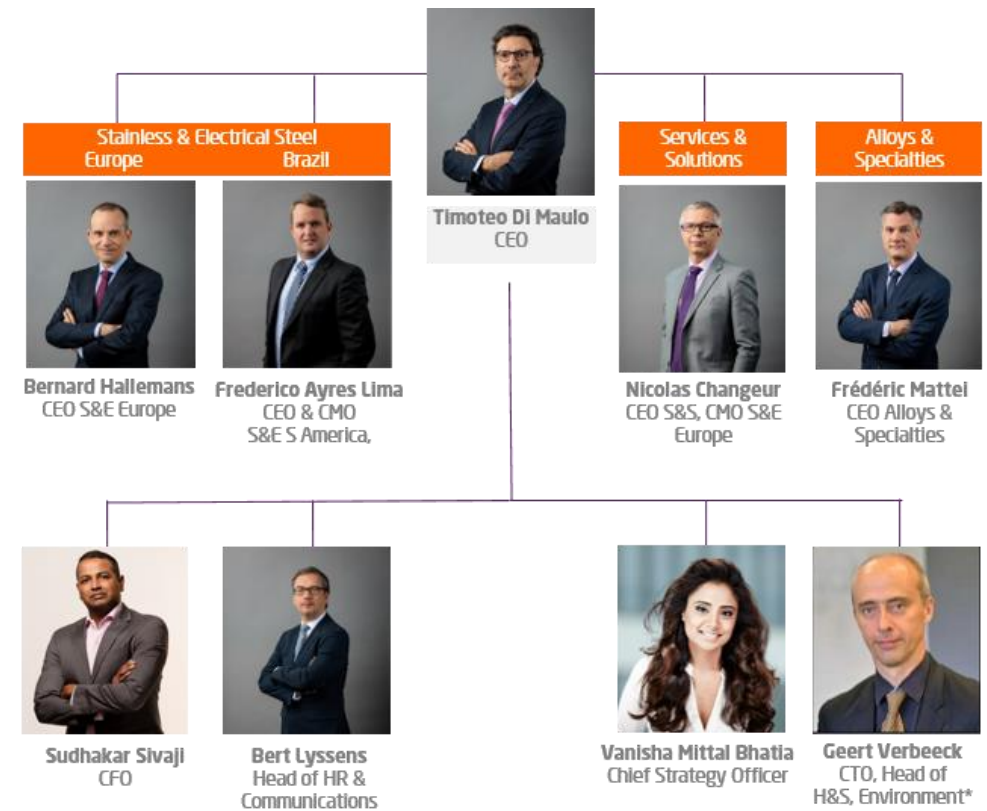 Timoteo Di Maulo
CEO
Stainless & Electrical Steel
Europe Brazil
Services &
Solutions
Alloys &
Specialties
Bernard Hallemans
CEO S&E Europe
Frederico Ayres Lima
CEO & CMO
S&E S America,
Nicolas Changeur
CEO S&S, CMO S&E
Europe
Frédéric Mattei
CEO Alloys &
Specialties
Sudhakar Sivaji
CFO
Bert Lyssens
Head of HR &
Communications
Vanisha Mittal Bhatia
Chief Strategy Officer
Geert Verbeeck
CTO, Head of
H&S, Environment*